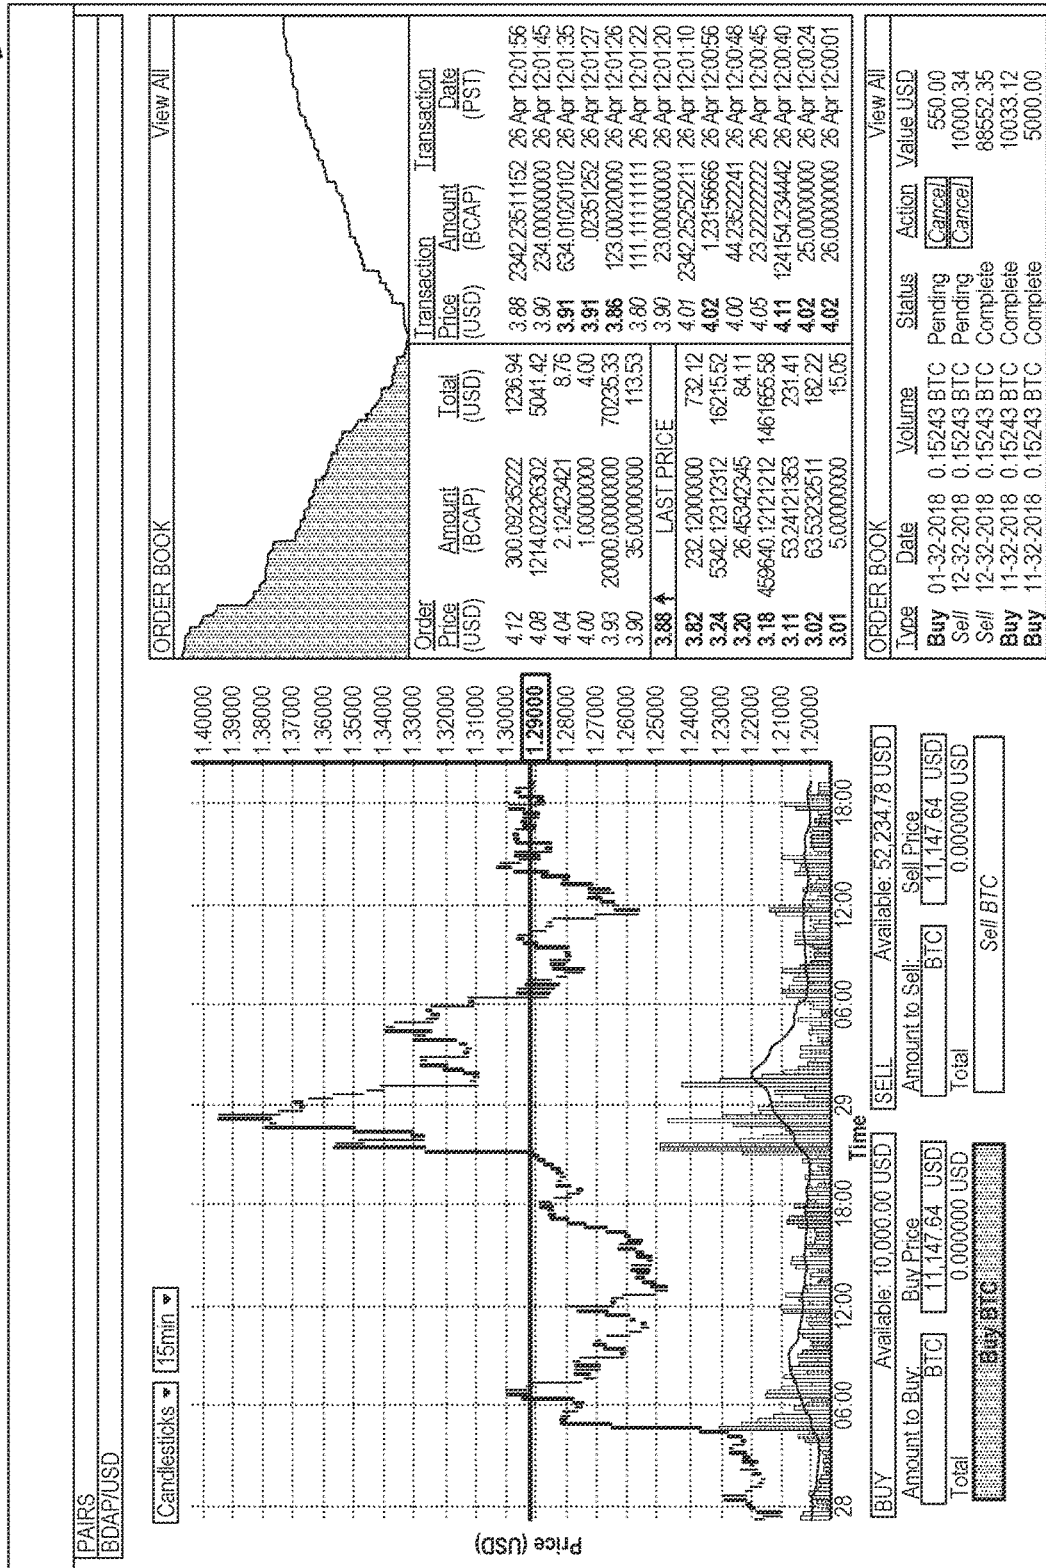 PAIRS
BDAP/USD
Candlesticks ▾ 15min ▾
Price (USD)
1.40000
1.39000
1.38000
1.37000
1.36000
1.35000
1.34000
1.33000
1.32000
1.31000
1.30000
1.29000
1.28000
1.27000
1.26000
1.25000
1.24000
1.23000
1.22000
1.21000
1.20000
28 06:00 12:00 18:00 29 06:00 12:00 18:00
Time
BUY Available: 10,000.00 USD
Amount to Buy: Buy Price
BTC 11,147.64 USD
Total 0.000000 USD
Buy BTC
SELL Available: 52,234.78 USD
Amount to Sell: Sell Price
BTC 11,147.64 USD
Total 0.000000 USD
Sell BTC
ORDER BOOK View All
Order Price (USD) Amount (BCAP) Total (USD)
4.12 300.09235222 1236.94
4.08 1214.02326302 5041.42
4.04 2.12423421 8.76
4.00 1.00000000 4.00
3.93 20000.00000000 70235.33
3.90 35.00000000 113.53
3.88 ↑ LAST PRICE
3.82 232.12000000 732.12
3.24 5342.12312312 16215.52
3.20 26.45342345 84.11
3.18 459640.12121212 1461655.58
3.11 53.24121353 231.41
3.02 63.53232511 182.22
3.01 5.00000000 15.05
Transaction Price (USD) Amount (BCAP) Transaction Date (PST)
3.88 2342.23511152 26 Apr 12:01:56
3.90 234.00000000 26 Apr 12:01:45
3.91 634.01020102 26 Apr 12:01:35
3.91 .02351252 26 Apr 12:01:27
3.86 123.00020000 26 Apr 12:01:26
3.80 111.11111111 26 Apr 12:01:22
3.90 23.00000000 26 Apr 12:01:20
4.01 2342.25252211 26 Apr 12:01:10
4.02 1.23156666 26 Apr 12:00:56
4.00 44.23522241 26 Apr 12:00:48
4.05 23.22222222 26 Apr 12:00:45
4.11 124154.234442 26 Apr 12:00:40
4.02 25.00000000 26 Apr 12:00:24
4.02 26.00000000 26 Apr 12:00:01
ORDER BOOK View All
Type Date Volume Status Action Value USD
Buy 01-32-2018 0.15243 BTC Pending Cancel 550.00
Sell 12-32-2018 0.15243 BTC Pending Cancel 10000.34
Sell 12-32-2018 0.15243 BTC Complete 88552.35
Buy 11-32-2018 0.15243 BTC Complete 10033.12
Buy 11-32-2018 0.15243 BTC Complete 5000.00